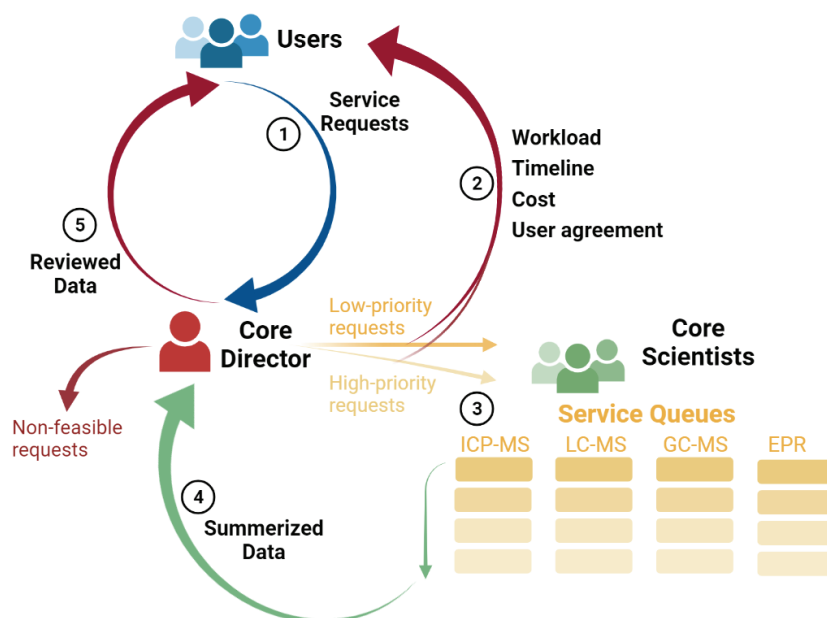 Users
1
Service
Requests
2
Workload
Timeline
Cost
User agreement
5
Reviewed
Data
Core
Director
Low-priority
requests
High-priority
requests
Core
Scientists
Non-feasible
requests
3
Service Queues
ICP-MS LC-MS GC-MS EPR
4
Summerized
Data